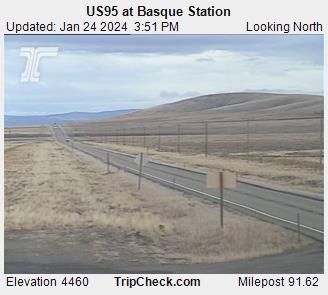 US95 at Basque Station
Updated: Jan 24 2024 3:51 PM Looking North
Elevation 4460 TripCheck.com Milepost 91.62